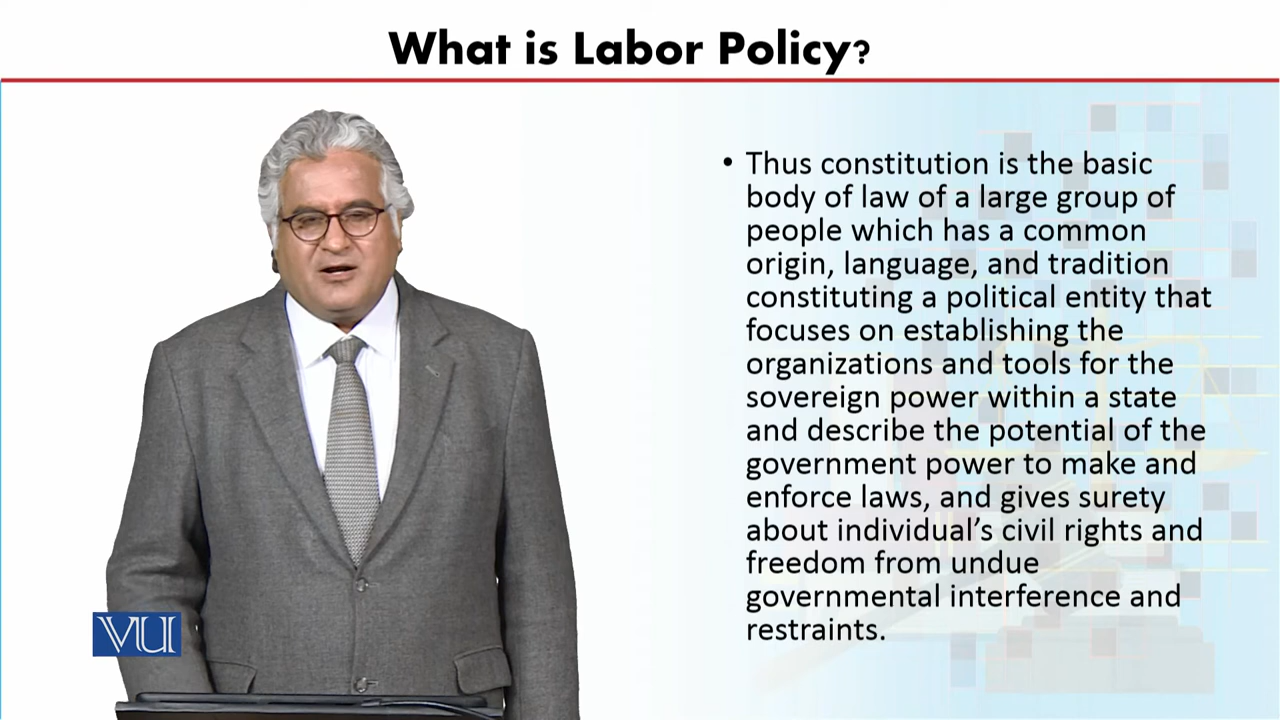 What is Labor Policy?
• Thus constitution is the basic
body of law of a large group of
people which has a common
origin, language, and tradition
constituting a political entity that
focuses on establishing the
organizations and tools for the
sovereign power within a state
and describe the potential of the
government power to make and
enforce laws, and gives surety
about individual’s civil rights and
freedom from undue
governmental interference and
restraints.
VU